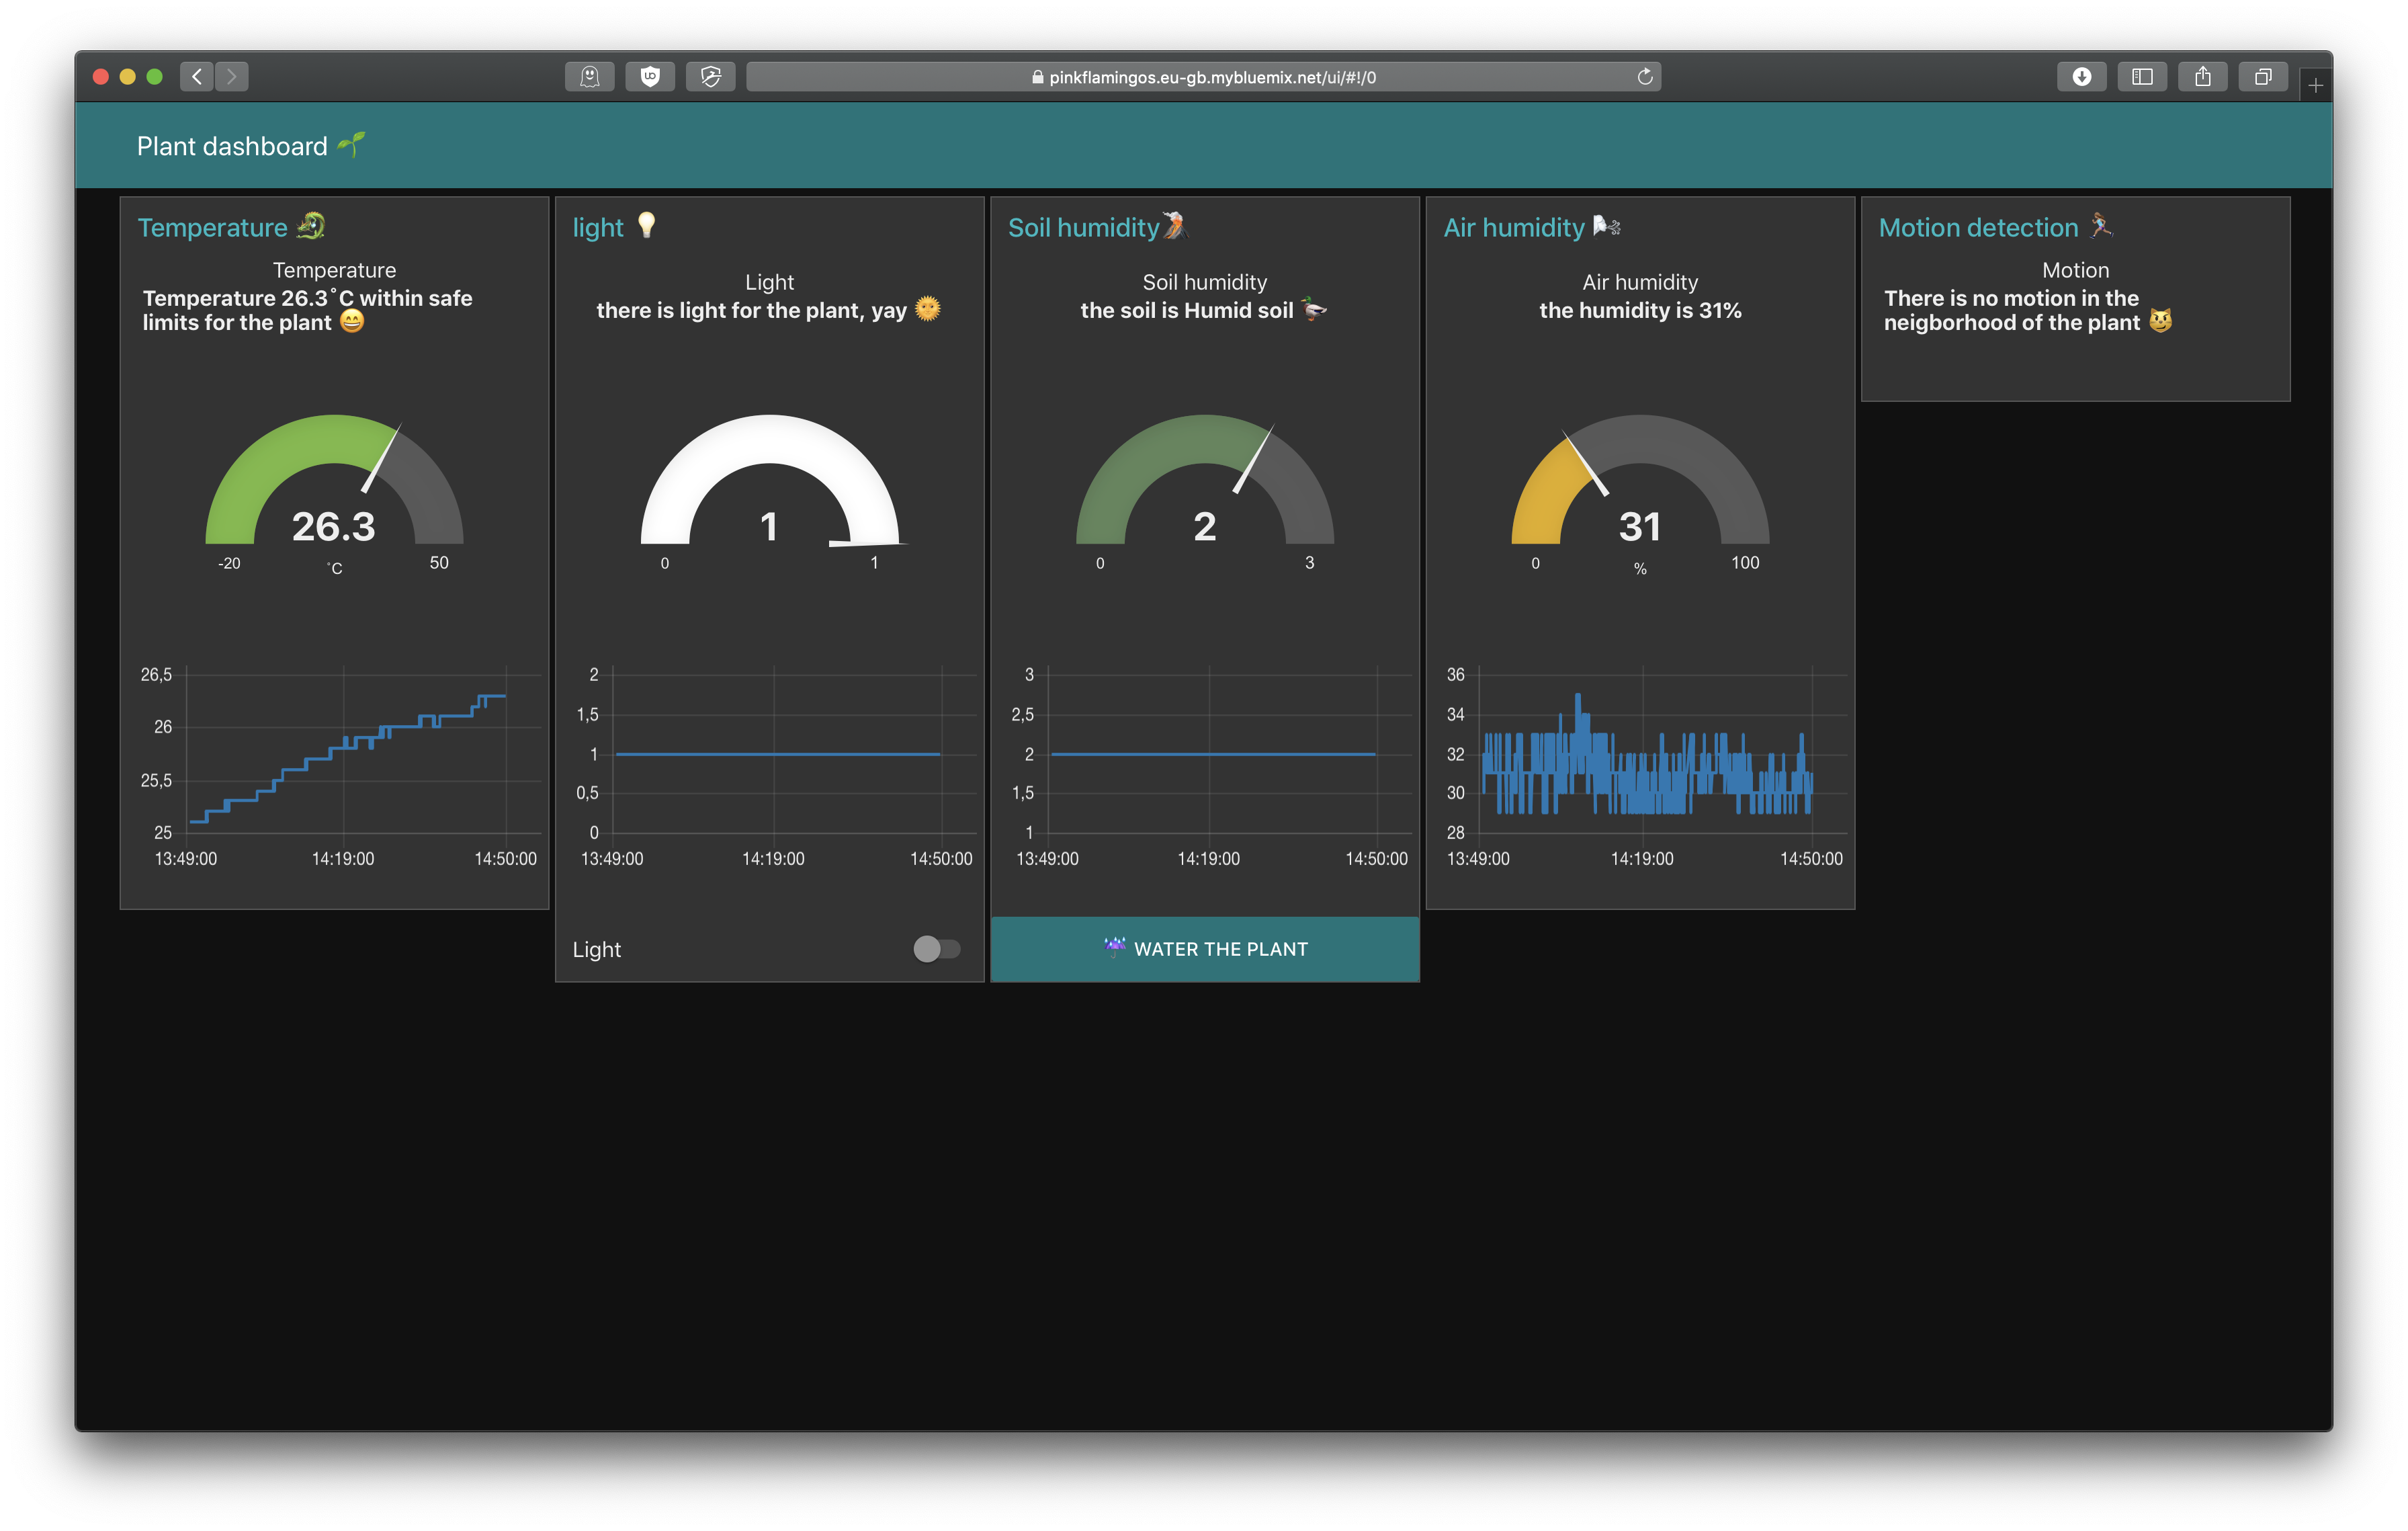 pinkflamingos.eu-gb.mybluemix.net/ui/#!/0
Plant dashboard 🌱
Temperature 🐉
Temperature
Temperature 26.3°C within safe
limits for the plant 😄
26.3
-20
°C
50
26,5
26
25,5
25
13:49:00
14:19:00
14:50:00
light 💡
Light
there is light for the plant, yay 🌞
1
0
1
2
1,5
1
0,5
0
13:49:00
14:19:00
14:50:00
Light
Soil humidity🌋
Soil humidity
the soil is Humid soil 🦆
2
0
3
3
2,5
2
1,5
1
13:49:00
14:19:00
14:50:00
☔ WATER THE PLANT
Air humidity 🌬
Air humidity
the humidity is 31%
31
0
%
100
36
34
32
30
28
13:49:00
14:19:00
14:50:00
Motion detection 🏃
Motion
There is no motion in the
neigborhood of the plant 😼